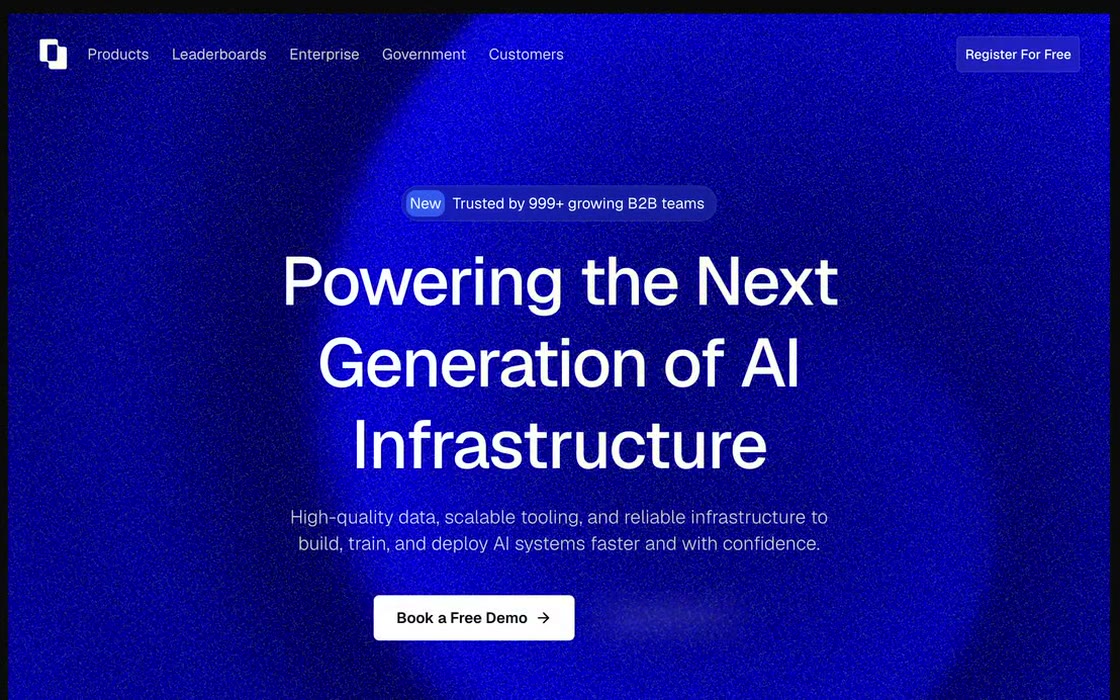 Products Leaderboards Enterprise Government Customers Register For Free
New Trusted by 999+ growing B2B teams
Powering the Next
Generation of AI
Infrastructure
High-quality data, scalable tooling, and reliable infrastructure to
build, train, and deploy AI systems faster and with confidence.
Book a Free Demo →